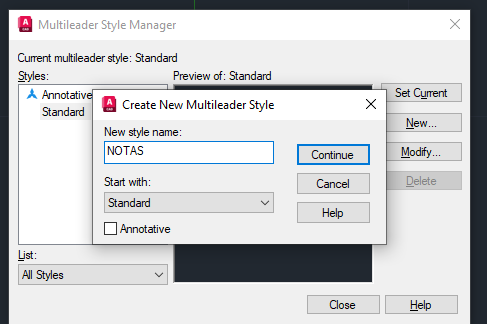 Multileader Style Manager
Current multileader style: Standard
Styles:
Preview of: Standard
Annotative
Standard
Set Current
New...
Modify...
Delete
A
CAD
Create New Multileader Style
New style name:
NOTAS
Continue
Cancel
Start with:
Standard
Help
Annotative
List:
All Styles
Close
Help